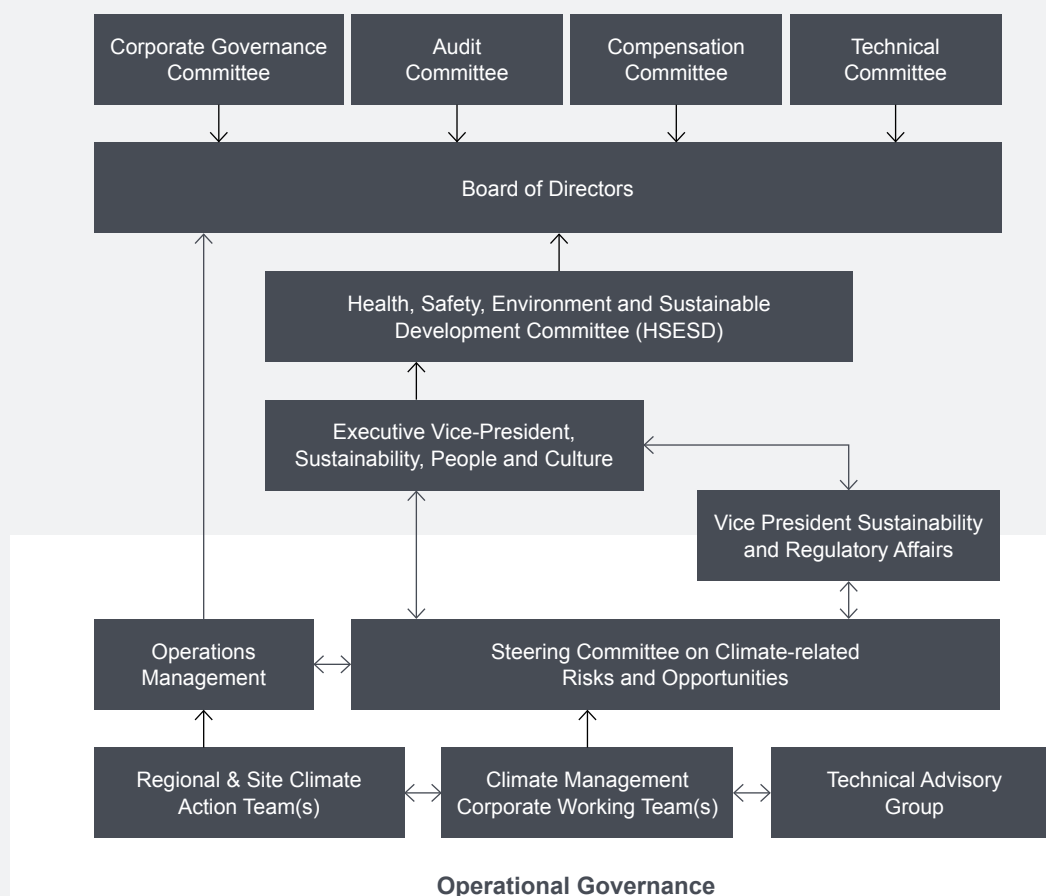 Corporate Governance
Committee
Audit
Committee
Compensation
Committee
Technical
Committee
Board of Directors
Health, Safety, Environment and Sustainable
Development Committee (HSESD)
Executive Vice-President,
Sustainability, People and Culture
Vice President Sustainability
and Regulatory Affairs
Operations
Management
Steering Committee on Climate-related
Risks and Opportunities
Regional & Site Climate
Action Team(s)
Climate Management
Corporate Working Team(s)
Technical Advisory
Group
Operational Governance